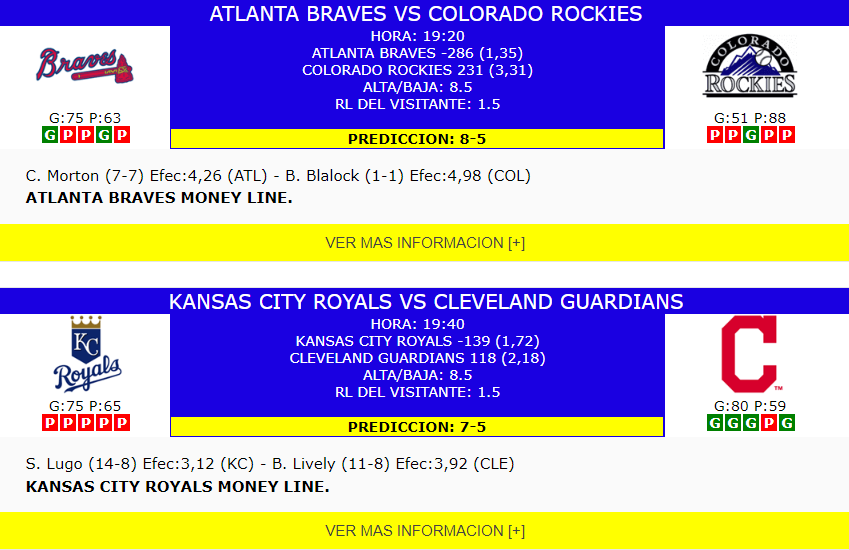 ATLANTA BRAVES VS COLORADO ROCKIES
HORA: 19:20
ATLANTA BRAVES -286 (1,35)
COLORADO ROCKIES 231 (3,31)
ALTA/BAJA: 8.5
RL DEL VISITANTE: 1.5
PREDICCION: 8-5
Braves
G:75 P:63
G P P G P
COLORADO
ROCKIES
G:51 P:88
P P G P P
C. Morton (7-7) Efec:4,26 (ATL) - B. Blalock (1-1) Efec:4,98 (COL)
ATLANTA BRAVES MONEY LINE.
VER MAS INFORMACION [+]
KANSAS CITY ROYALS VS CLEVELAND GUARDIANS
HORA: 19:40
KANSAS CITY ROYALS -139 (1,72)
CLEVELAND GUARDIANS 118 (2,18)
ALTA/BAJA: 8.5
RL DEL VISITANTE: 1.5
PREDICCION: 7-5
KC
Royals
G:75 P:65
P P P P P
C
TM
G:80 P:59
G G G P G
S. Lugo (14-8) Efec:3,12 (KC) - B. Lively (11-8) Efec:3,92 (CLE)
KANSAS CITY ROYALS MONEY LINE.
VER MAS INFORMACION [+]